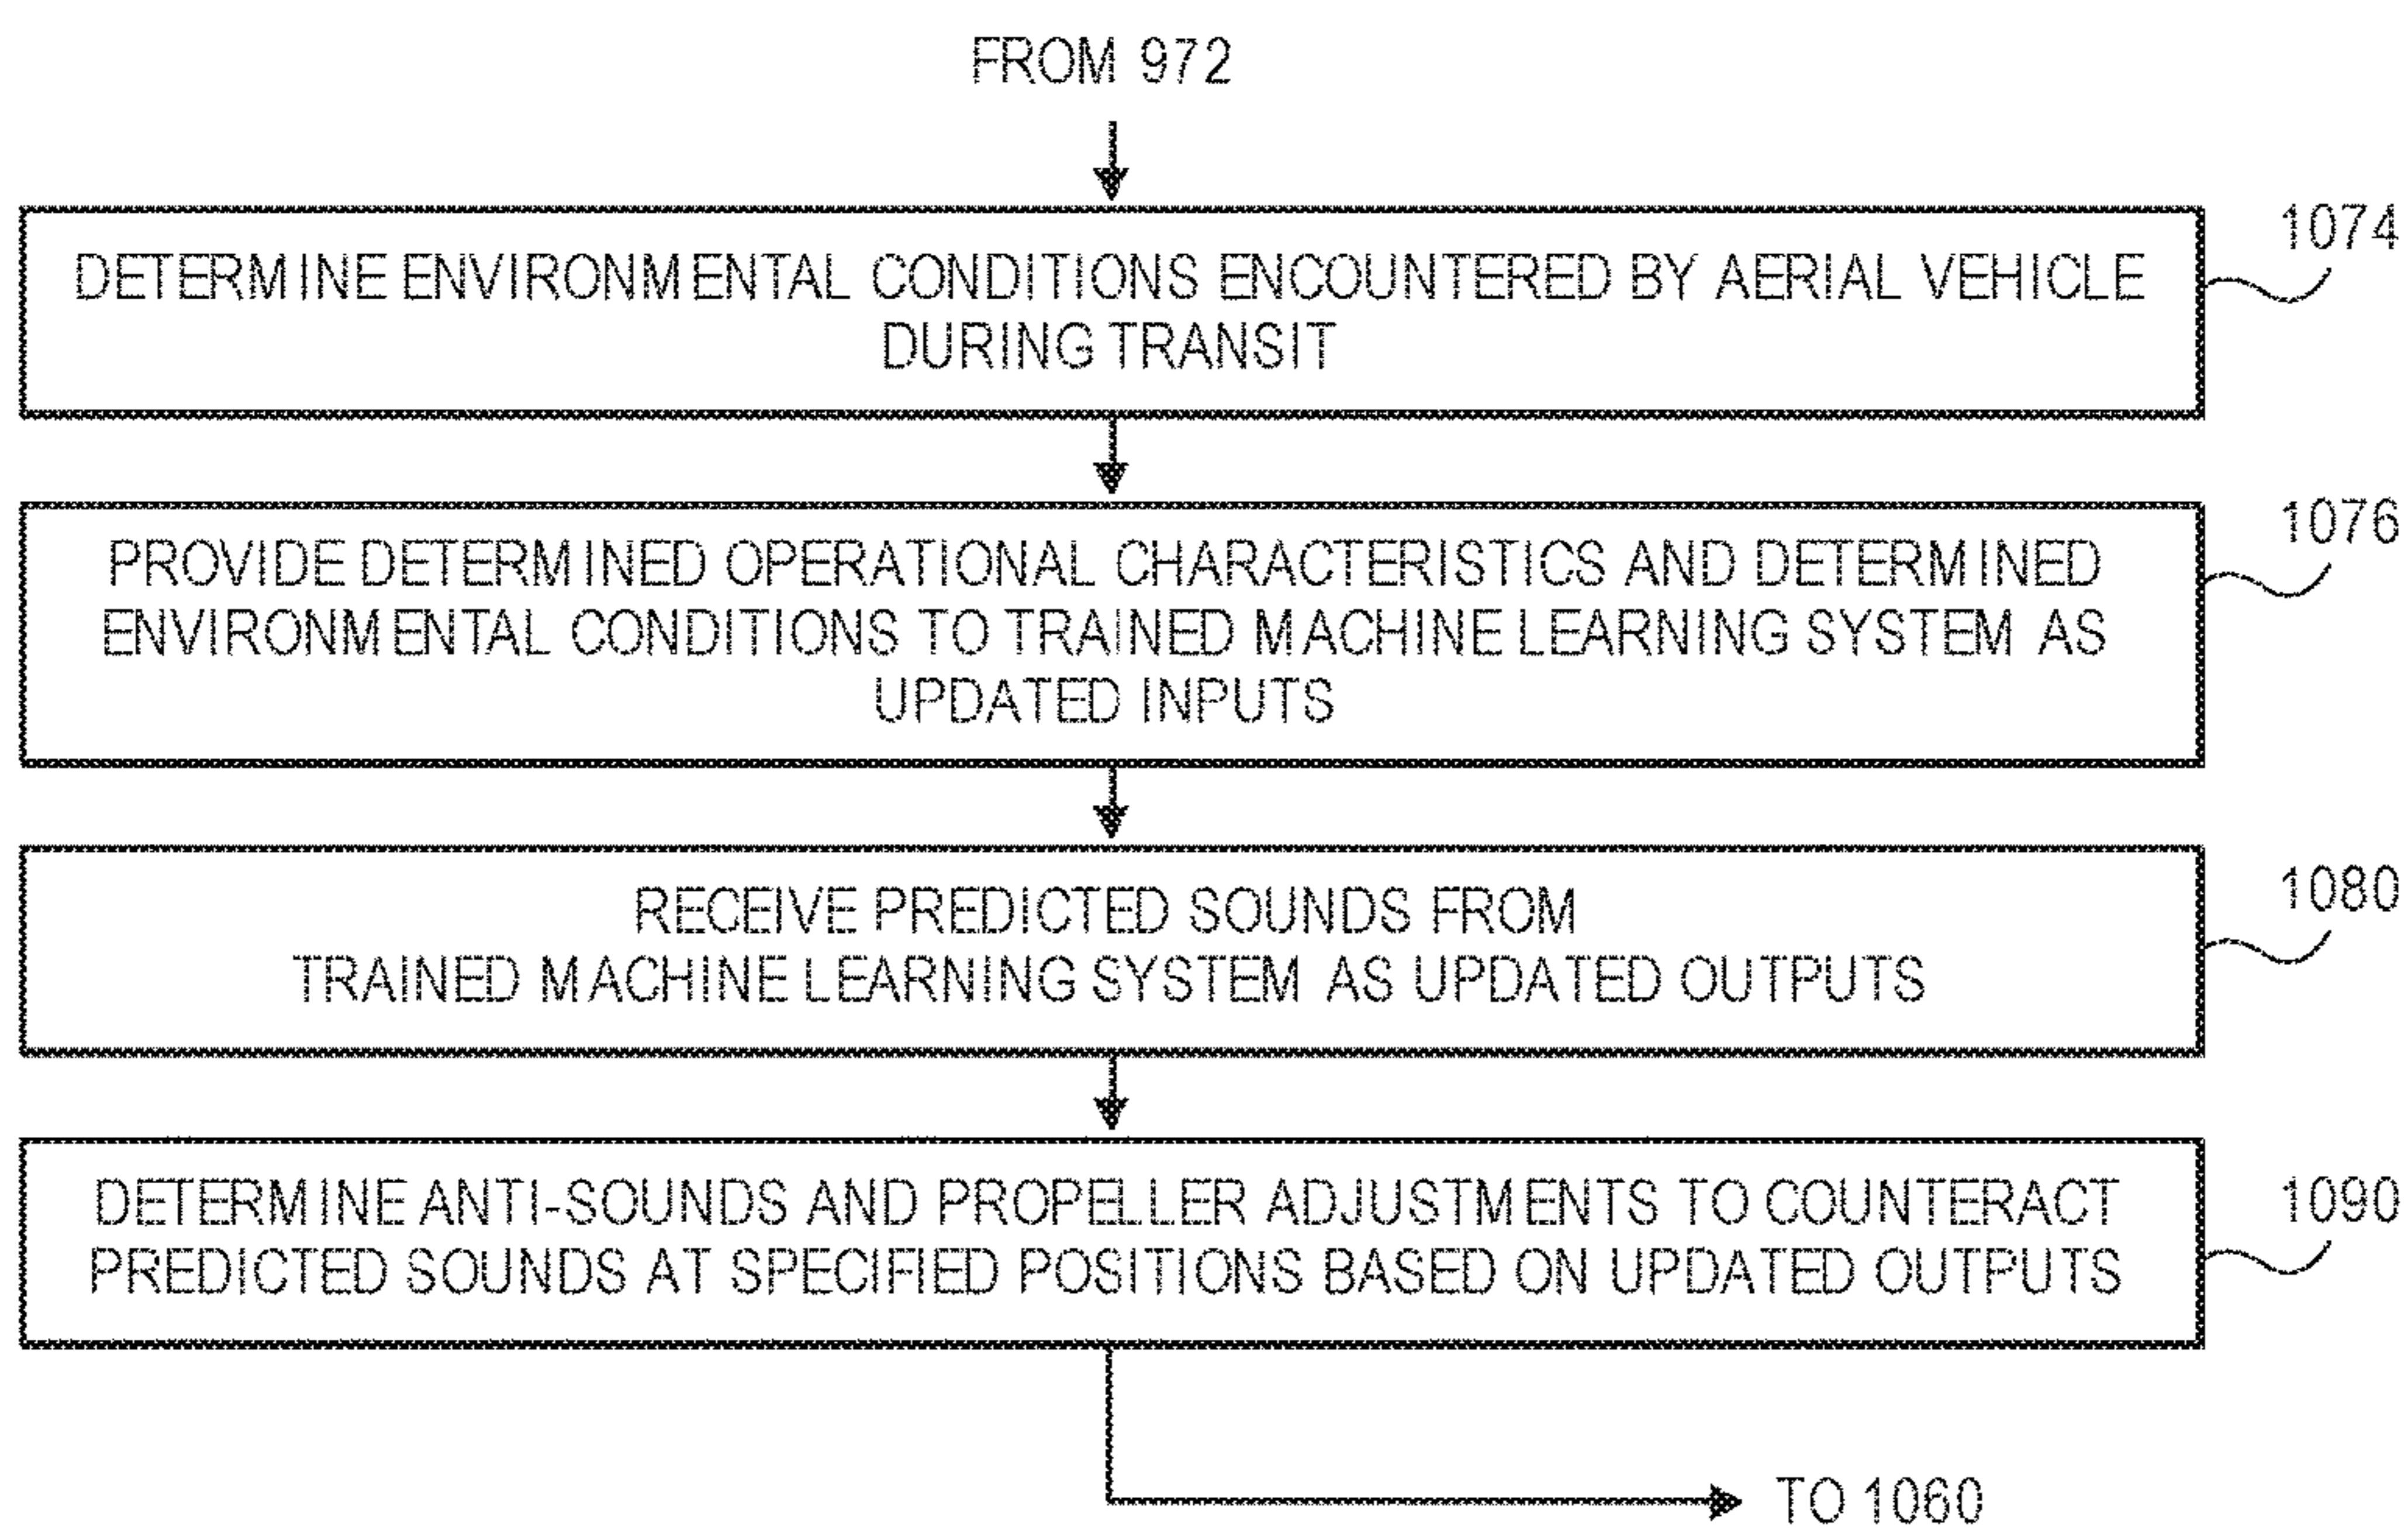 FROM 972
1074
DETERMINE ENVIRONMENTAL CONDITIONS ENCOUNTERED BY AERIAL VEHICLE
DURING TRANSIT
1076
PROVIDE DETERMINED OPERATIONAL CHARACTERISTICS AND DETERMINED
ENVIRONMENTAL CONDITIONS TO TRAINED MACHINE LEARNING SYSTEM AS
UPDATED INPUTS
1080
RECEIVE PREDICTED SOUNDS FROM
TRAINED MACHINE LEARNING SYSTEM AS UPDATED OUTPUTS
1090
DETERMINE ANTI-SOUNDS AND PROPELLER ADJUSTMENTS TO COUNTERACT
PREDICTED SOUNDS AT SPECIFIED POSITIONS BASED ON UPDATED OUTPUTS
TO 1060